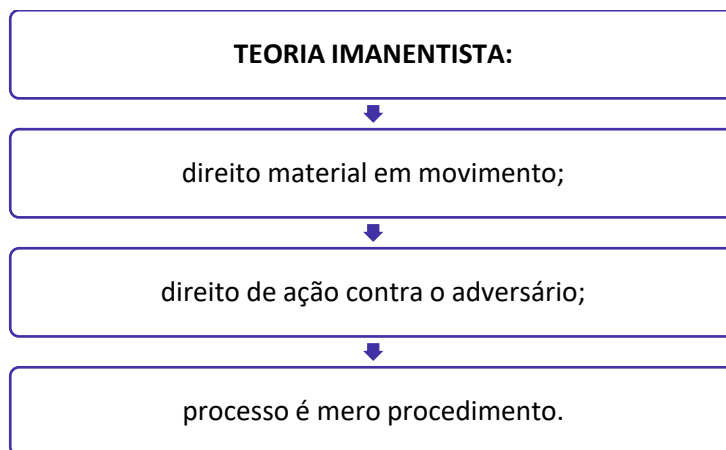 TEORIA IMANENTISTA:
direito material em movimento;
direito de ação contra o adversário;
processo é mero procedimento.